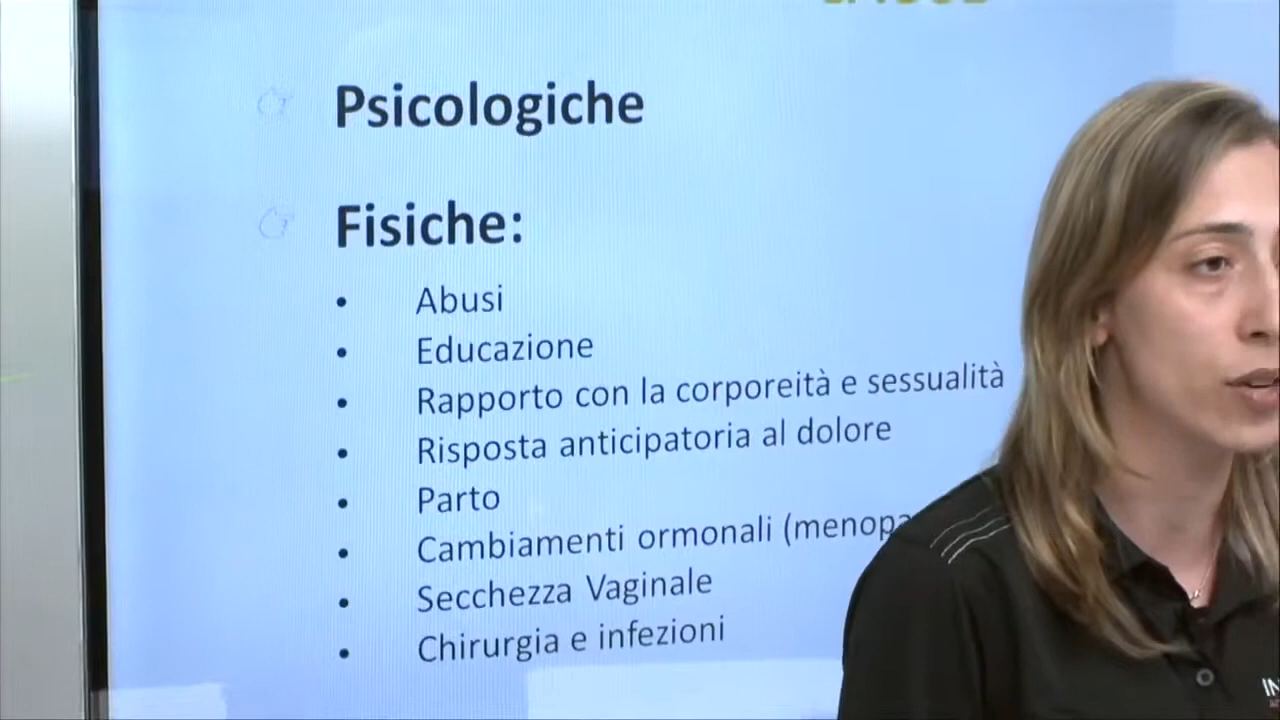 Psicologiche
Fisiche:
• Abusi
• Educazione
• Rapporto con la corporeità e sessualità
• Risposta anticipatoria al dolore
• Parto
• Cambiamenti ormonali
• Secchezza Vaginale
• Chirurgia e infezioni